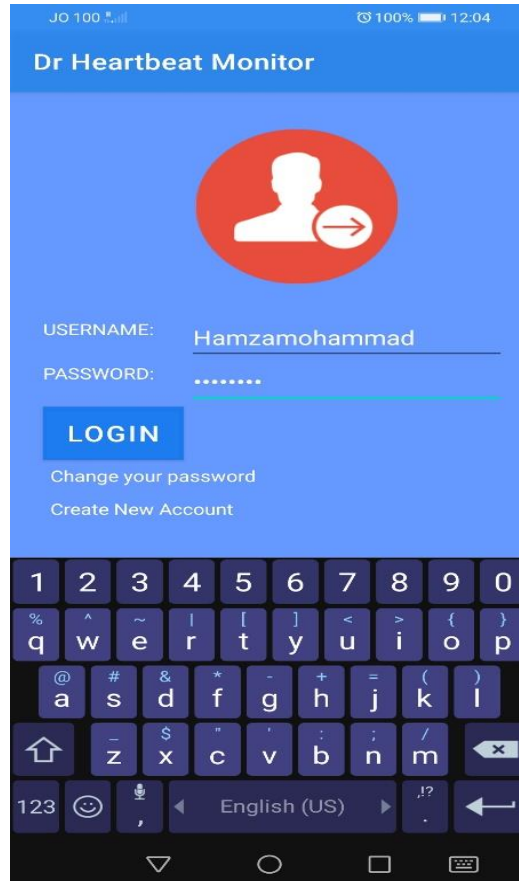 JO 100 100% 12:04
Dr Heartbeat Monitor
USERNAME: Hamzamohammad
PASSWORD: ••••••••
LOGIN
Change your password
Create New Account
1 2 3 4 5 6 7 8 9 0
% ^ ~ | [ ] < > { }
q w e r t y u i o p
@ # & * - + = ( )
a s d f g h j k l
_ $ " ' : ; /
z x c v b n m
123 , English (US) ,!? .